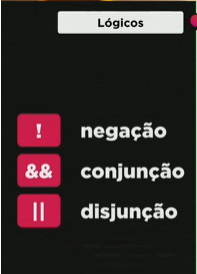 Lógicos
! negação
&& conjunção
|| disjunção